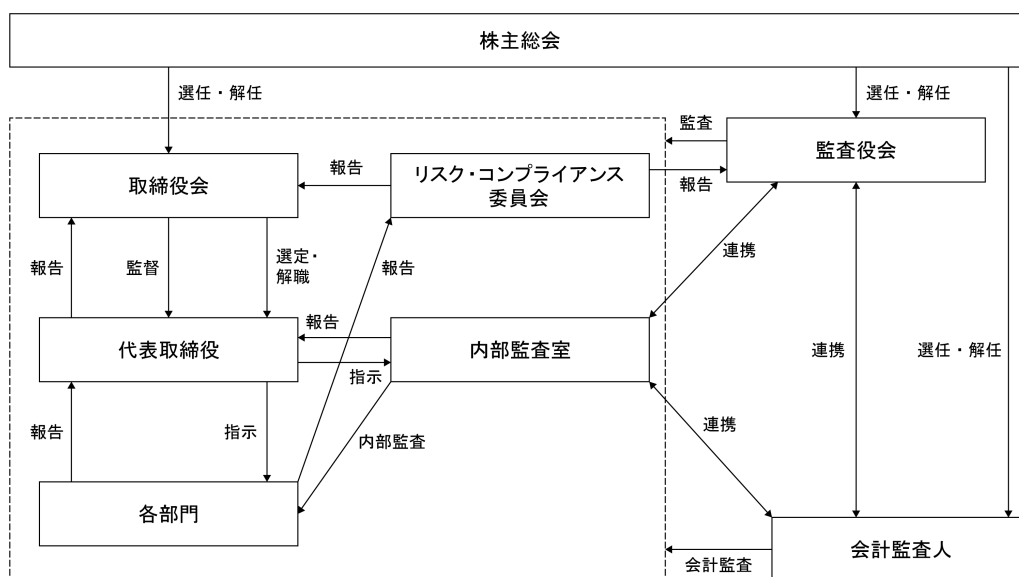 株主総会
選任・解任
選任・解任
監査
監査役会
取締役会
報告
リスク・コンプライアンス
委員会
報告
報告
監督
選定・
解職
報告
連携
代表取締役
報告
指示
内部監査室
連携
選任・解任
報告
指示
内部監査
連携
各部門
会計監査
会計監査人